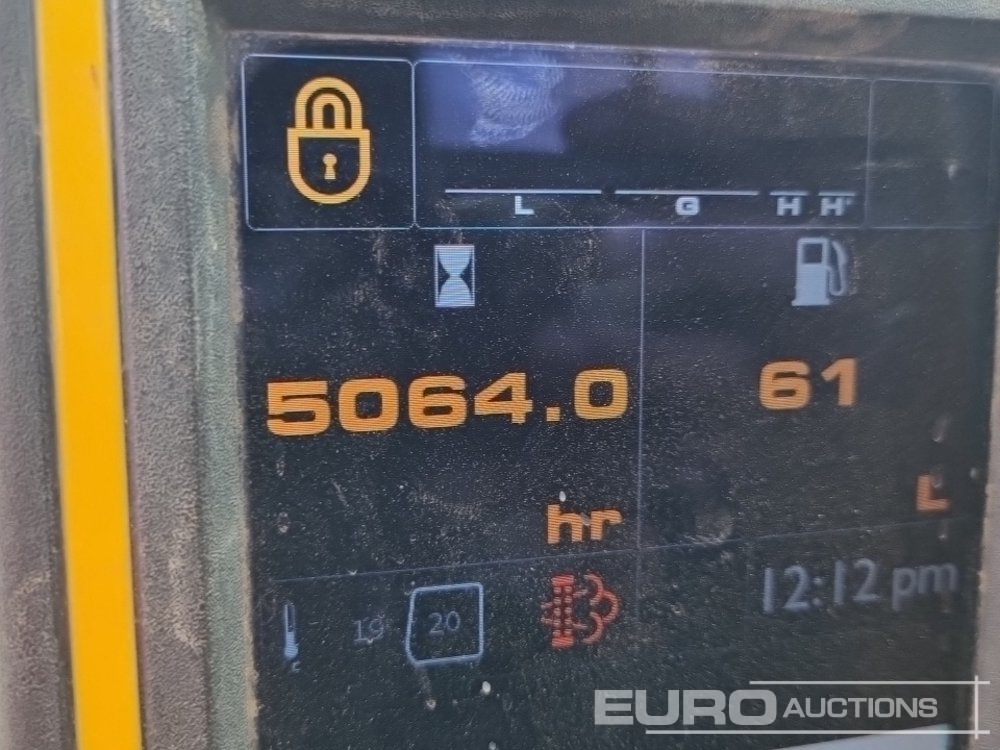 L G H H+
5064.0 61
hr L
19 20 12:12 pm
EURO AUCTIONS